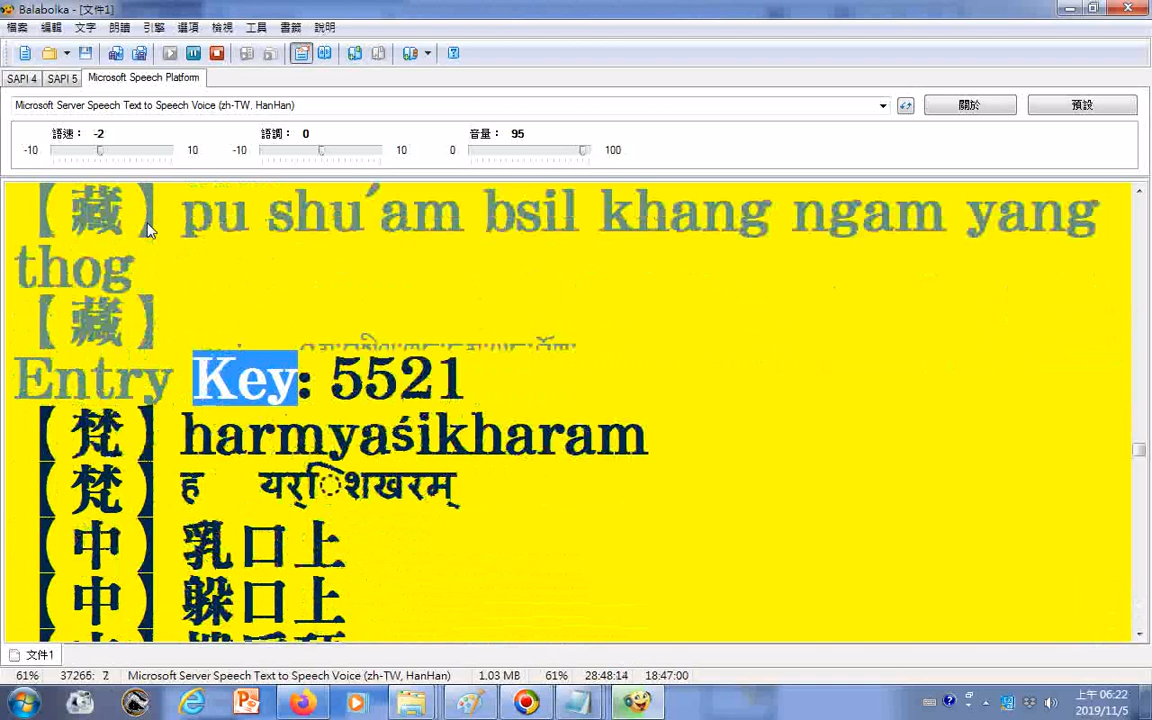 Balabolka - [文件1]
檔案 編輯 文字 朗讀 引擎 選項 檢視 工具 書籤 說明
SAPI 4 SAPI 5 Microsoft Speech Platform
Microsoft Server Speech Text to Speech Voice (zh-TW, HanHan) 關於 預設
語速： -2 語調： 0 音量： 95
-10 10 -10 10 0 100
【藏】pu shu'am bsil khang ngam yang
thog
【藏】
Entry Key: 5521
【梵】harmyaśikharam
【梵】ह यर्िशखरम्
【中】乳口上
【中】躲口上
文件1
61% 37265: 2 Microsoft Server Speech Text to Speech Voice (zh-TW, HanHan) 1.03 MB 61% 28:48:14 18:47:00
上午 06:22
2019/11/5